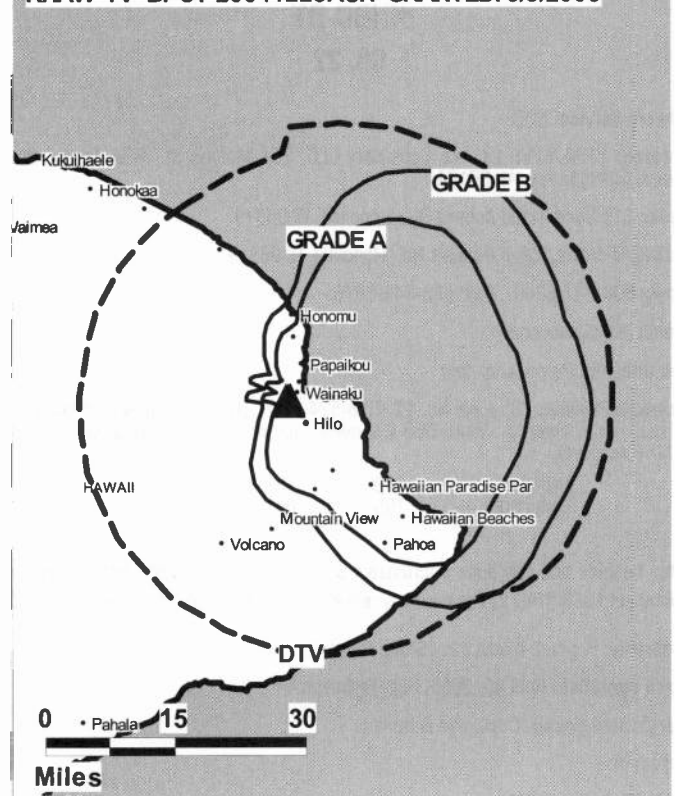 Kukuihaele
Honokaa
Vaimea
GRADE B
GRADE A
Honomu
Papaikou
Wainaku
Hilo
HAWAII
Hawaiian Paradise Par
Mountain View
Hawaiian Beaches
Volcano
Pahoa
DTV
0 15 30
Pahala
Miles